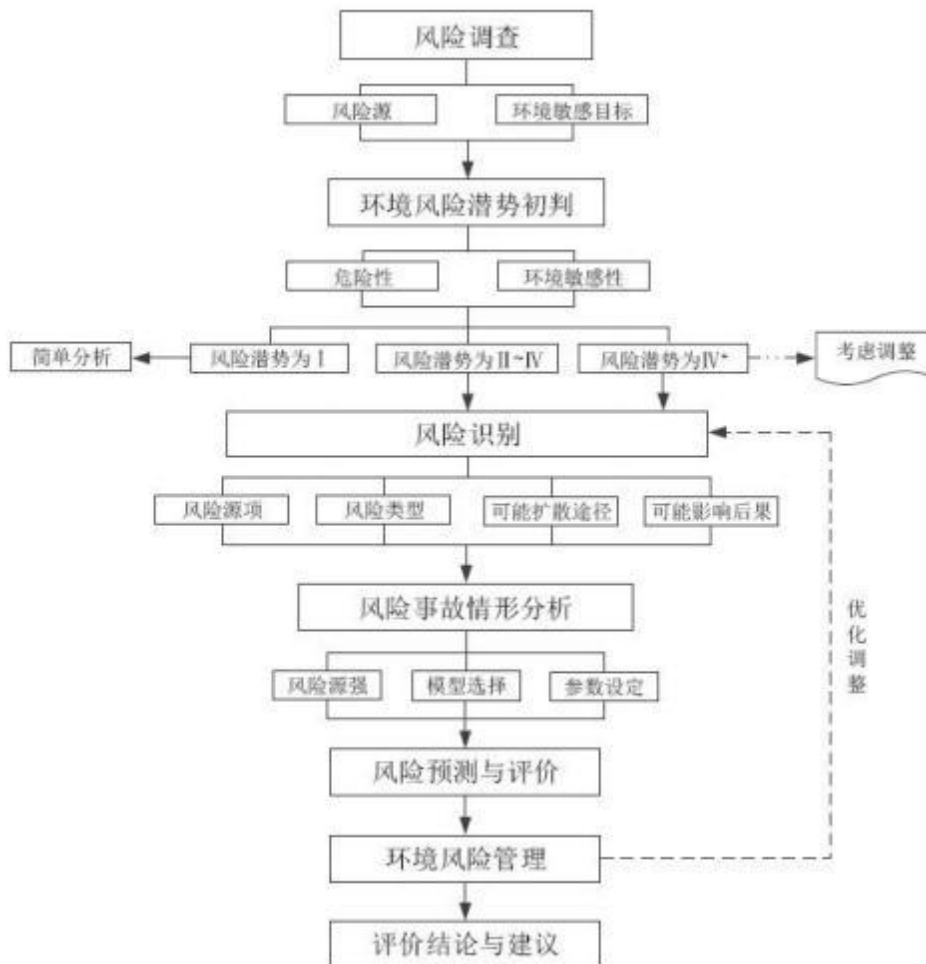 风险调查
风险源
环境敏感目标
环境风险潜势初判
危险性
环境敏感性
简单分析
风险潜势为Ⅰ
风险潜势为Ⅱ~Ⅳ
风险潜势为Ⅳ⁺
考虑调整
风险识别
风险源项
风险类型
可能扩散途径
可能影响后果
风险事故情形分析
风险源强
模型选择
参数设定
优化调整
风险预测与评价
环境风险管理
评价结论与建议